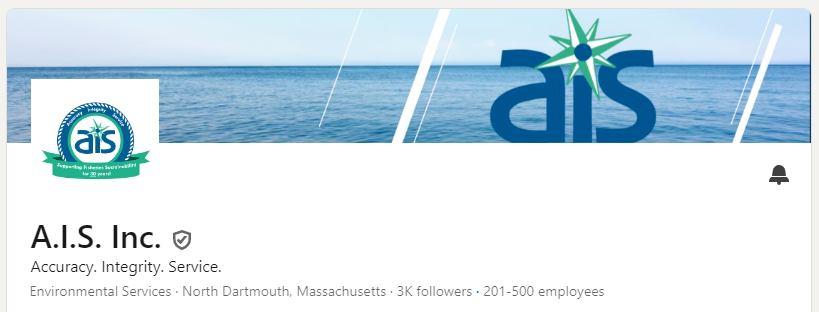 ais
Accuracy Integrity Service
ais
Supporting Fisheries Sustainability
for 30 years!
A.I.S. Inc.
Accuracy. Integrity. Service.
Environmental Services · North Dartmouth, Massachusetts · 3K followers · 201-500 employees